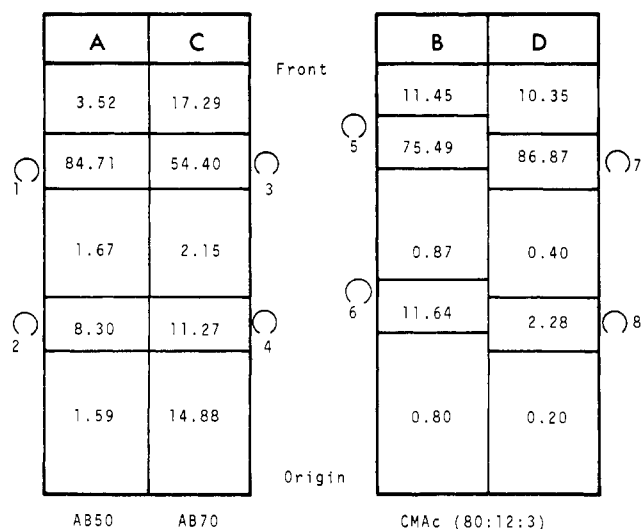 A C B D
Front
3.52 17.29 11.45 10.35
5
84.71 54.40 75.49 86.87
1 3 7
1.67 2.15 0.87 0.40
6
8.30 11.27 11.64 2.28
2 4 8
1.59 14.88 0.80 0.20
Origin
AB50 AB70 CMAc (80:12:3)